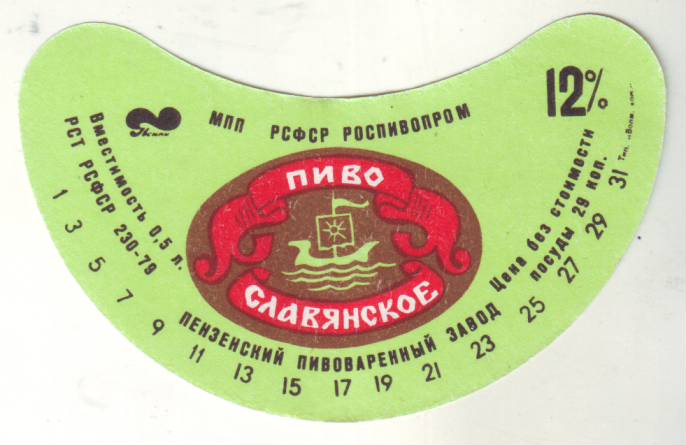 МПП РСФСР РОСПИВОПРОМ
12%
Вместимость 0,5 л.
РСТ РСФСР 230-79
ПИВО
СЛАВЯНСКОЕ
Цена без стоимости
посуды 29 коп.
ПЕНЗЕНСКИЙ ПИВОВАРЕННЫЙ ЗАВОД
1 3 5 7 9 11 13 15 17 19 21 23 25 27 29 31
Тип.